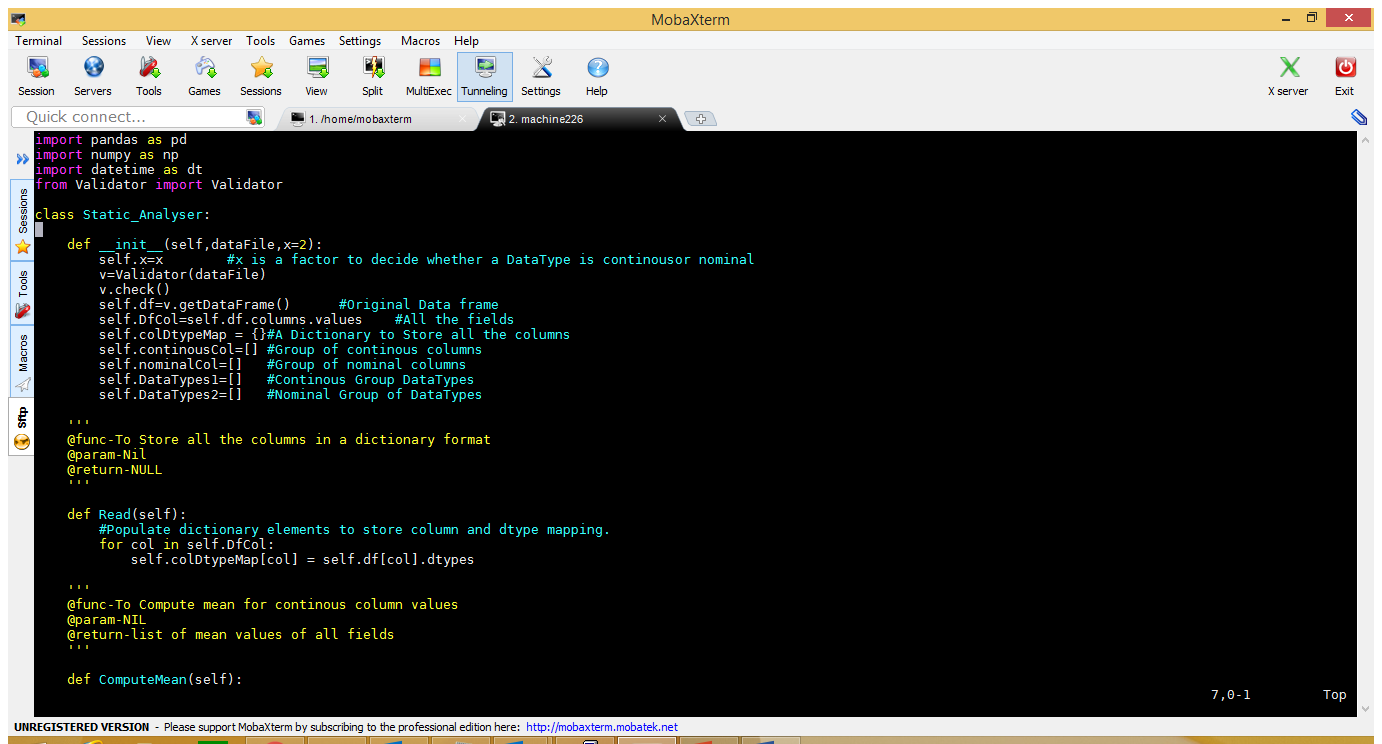 MobaXterm
Terminal Sessions View X server Tools Games Settings Macros Help
Session Servers Tools Games Sessions View Split MultiExec Tunneling Settings Help X server Exit
Quick connect... 1. /home/mobaxterm 2. machine226
Sessions
Tools
Macros
Sftp
import pandas as pd
import numpy as np
import datetime as dt
from Validator import Validator
class Static_Analyser:
def __init__(self,dataFile,x=2):
self.x=x #x is a factor to decide whether a DataType is continousor nominal
v=Validator(dataFile)
v.check()
self.df=v.getDataFrame() #Original Data frame
self.DfCol=self.df.columns.values #All the fields
self.colDtypeMap = {}#A Dictionary to Store all the columns
self.continousCol=[] #Group of continous columns
self.nominalCol=[] #Group of nominal columns
self.DataTypes1=[] #Continous Group DataTypes
self.DataTypes2=[] #Nominal Group of DataTypes
'''
@func-To Store all the columns in a dictionary format
@param-Nil
@return-NULL
'''
def Read(self):
#Populate dictionary elements to store column and dtype mapping.
for col in self.DfCol:
self.colDtypeMap[col] = self.df[col].dtypes
'''
@func-To Compute mean for continous column values
@param-NIL
@return-list of mean values of all fields
'''
def ComputeMean(self):
7,0-1 Top
UNREGISTERED VERSION - Please support MobaXterm by subscribing to the professional edition here: http://mobaxterm.mobatek.net